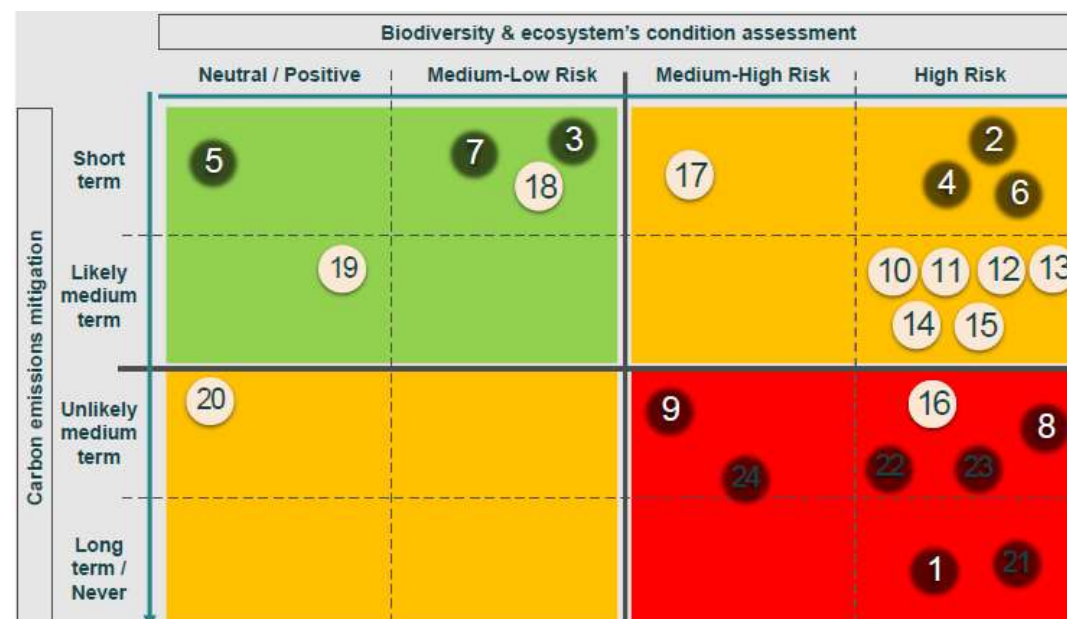 Biodiversity & ecosystem's condition assessment
Neutral / Positive
Medium-Low Risk
Medium-High Risk
High Risk
Carbon emissions mitigation
Short
term
5
7
3
18
17
2
4
6
Likely
medium
term
19
10
11
12
13
14
15
Unlikely
medium
term
20
9
24
16
8
22
23
Long
term /
Never
1
21